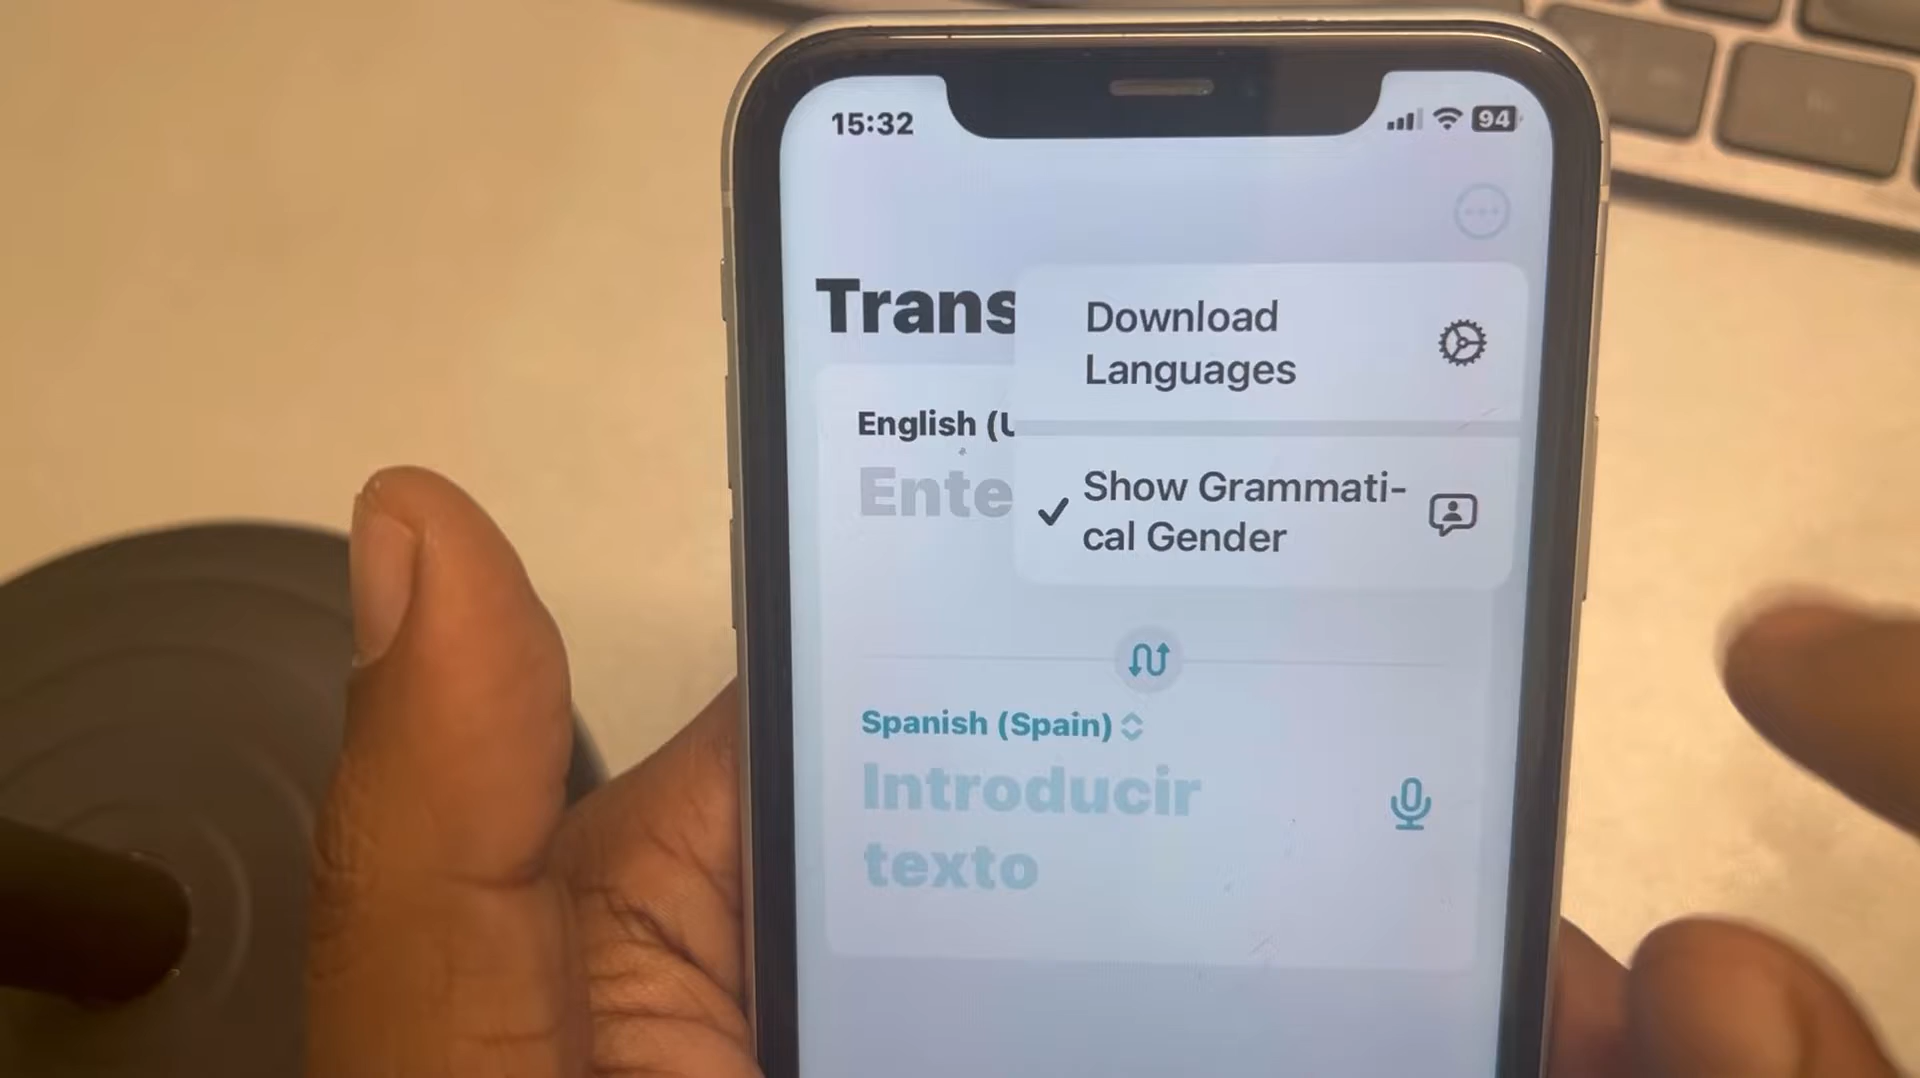 15:32
94
Trans
Download
Languages
English (
Ente
Show Grammati-
cal Gender
Spanish (Spain)
Introducir
texto